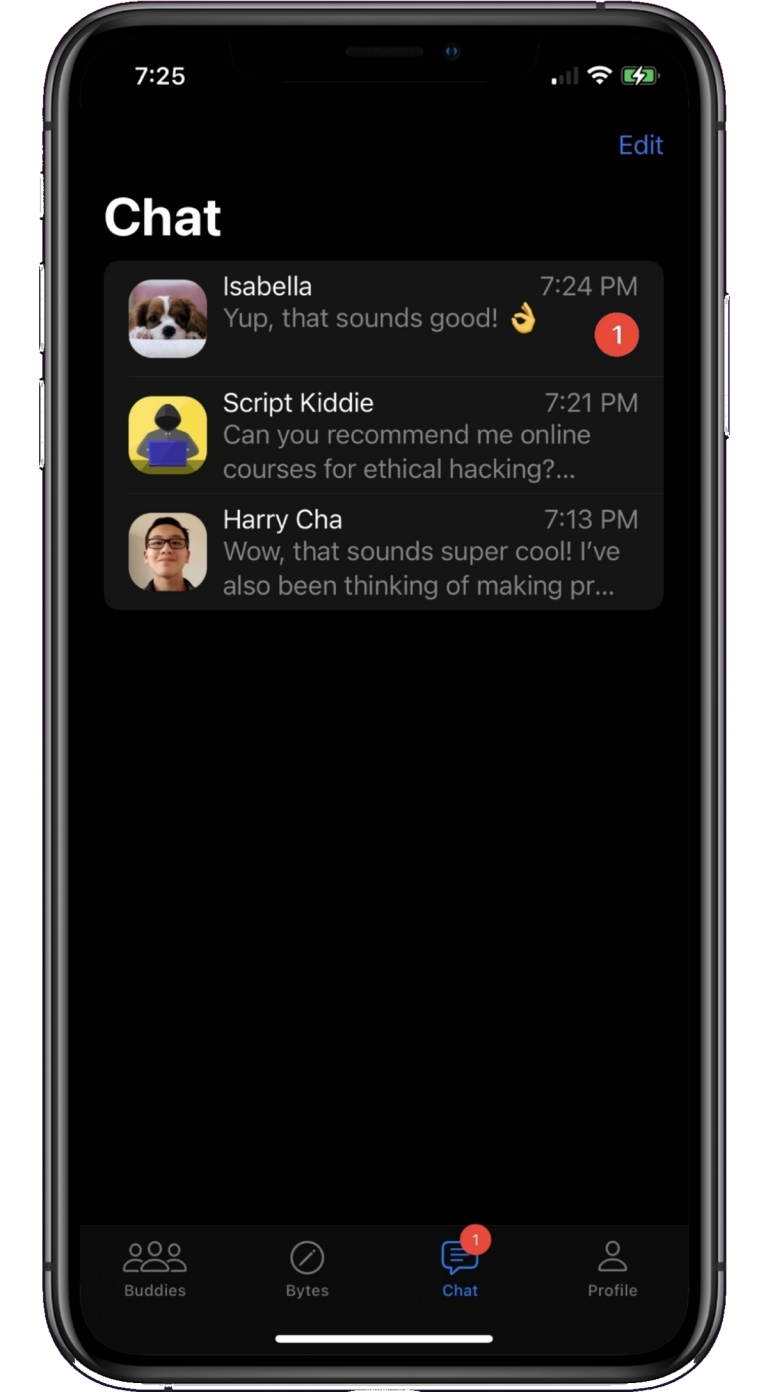 7:25
Edit
Chat
Isabella
7:24 PM
Yup, that sounds good! 👌
1
Script Kiddie
7:21 PM
Can you recommend me online
courses for ethical hacking?...
Harry Cha
7:13 PM
Wow, that sounds super cool! I’ve
also been thinking of making pr...
1
Buddies
Bytes
Chat
Profile